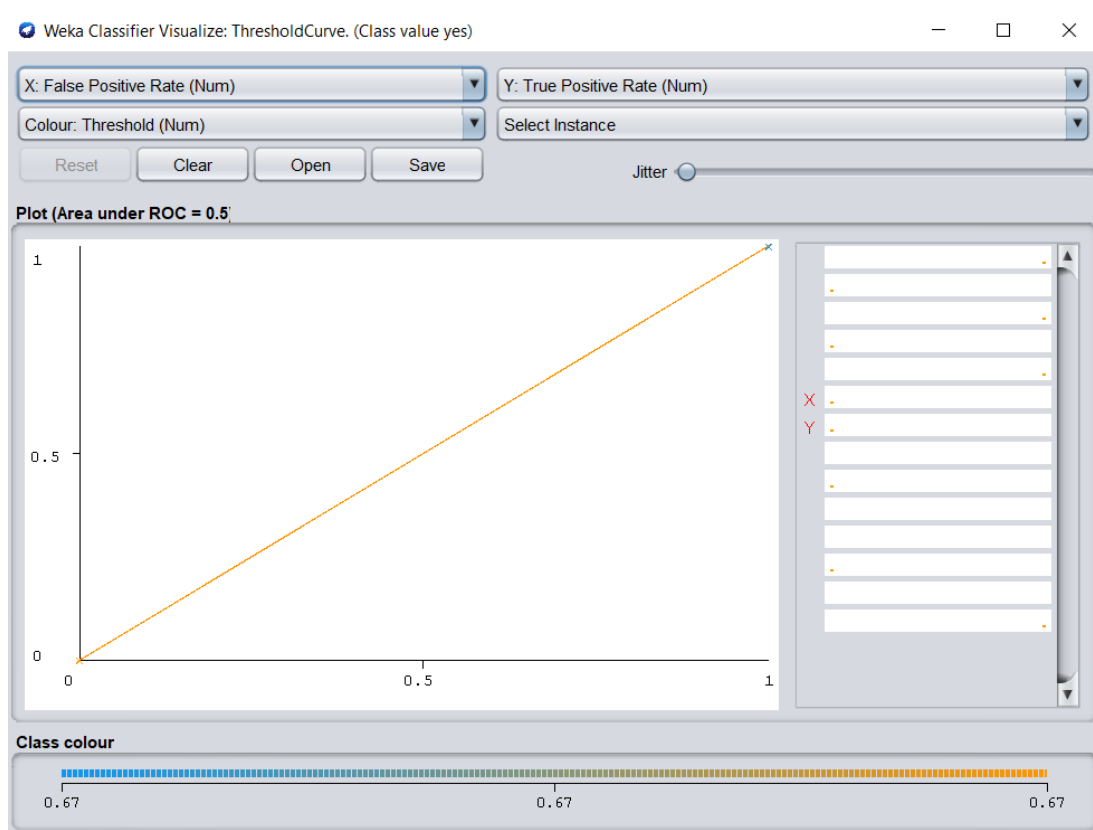 Weka Classifier Visualize: ThresholdCurve. (Class value yes)
X: False Positive Rate (Num)
Y: True Positive Rate (Num)
Colour: Threshold (Num)
Select Instance
Reset
Clear
Open
Save
Jitter
Plot (Area under ROC = 0.5)
1
0.5
0
0
0.5
1
X
Y
Class colour
0.67
0.67
0.67